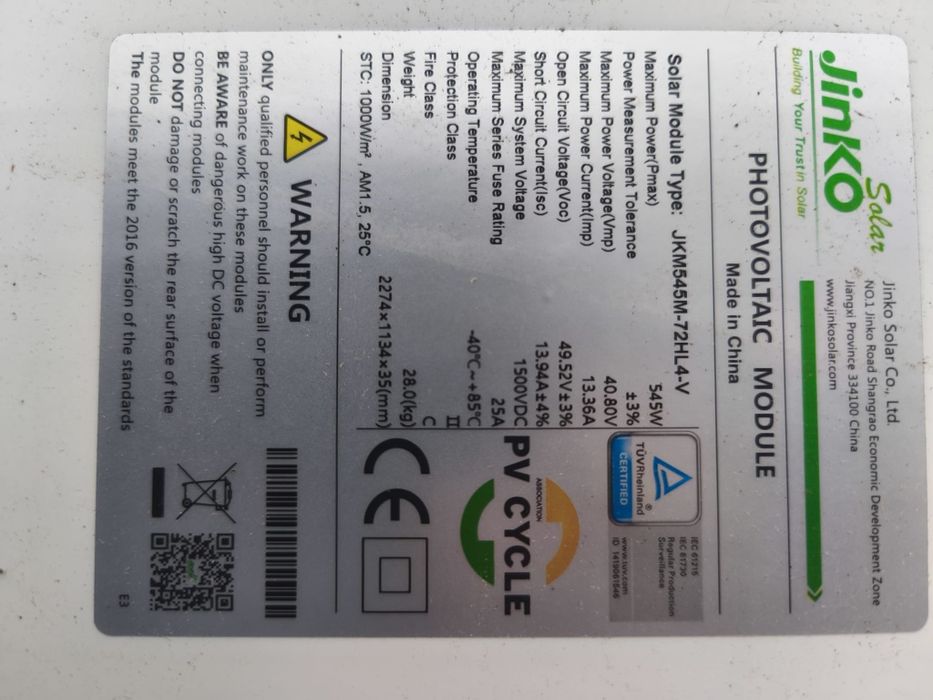 JinKO Solar
Building Your Trust in Solar
Jinko Solar Co., Ltd.
NO.1 Jinko Road Shangrao Economic Development Zone
Jiangxi Province 334100 China
www.jinkosolar.com
PHOTOVOLTAIC MODULE
Made in China
Solar Module Type: JKM545M-72HL4-V
Maximum Power(Pmax) 545W
Power Measurement Tolerance ±3%
Maximum Power Voltage(Vmp) 40.80V
Maximum Power Current(Imp) 13.36A
Open Circuit Voltage(Voc) 49.52V±3%
Short Circuit Current(Isc) 13.94A±4%
Maximum System Voltage 1500VDC
Maximum Series Fuse Rating 25A
Operating Temperature -40℃~+85℃
Protection Class II
Fire Class C
Weight 28.0(kg)
Dimension 2274×1134×35(mm)
STC: 1000W/m², AM1.5, 25°C
TÜVRheinland®
CERTIFIED
IEC 61215
IEC 61730
Regular Production
Surveillance
www.tuv.com
ID 1419061546
ASSOCIATION
PV CYCLE
CE
WARNING
ONLY qualified personnel should install or perform
maintenance work on these modules
BE AWARE of dangerous high DC voltage when
connecting modules
DO NOT damage or scratch the rear surface of the
module .
The modules meet the 2016 version of the standards
E3